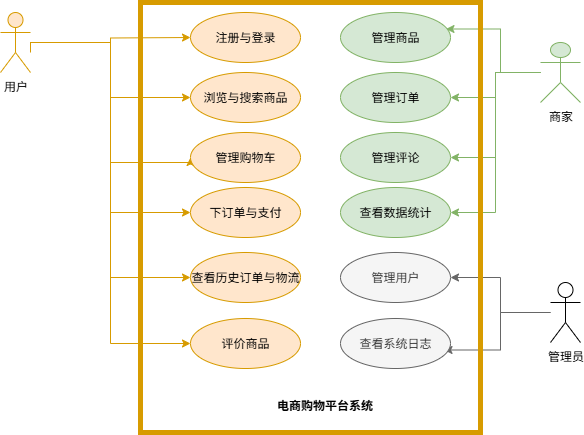 用户
注册与登录
浏览与搜索商品
管理购物车
下订单与支付
查看历史订单与物流
评价商品
管理商品
管理订单
管理评论
查看数据统计
管理用户
查看系统日志
商家
管理员
电商购物平台系统